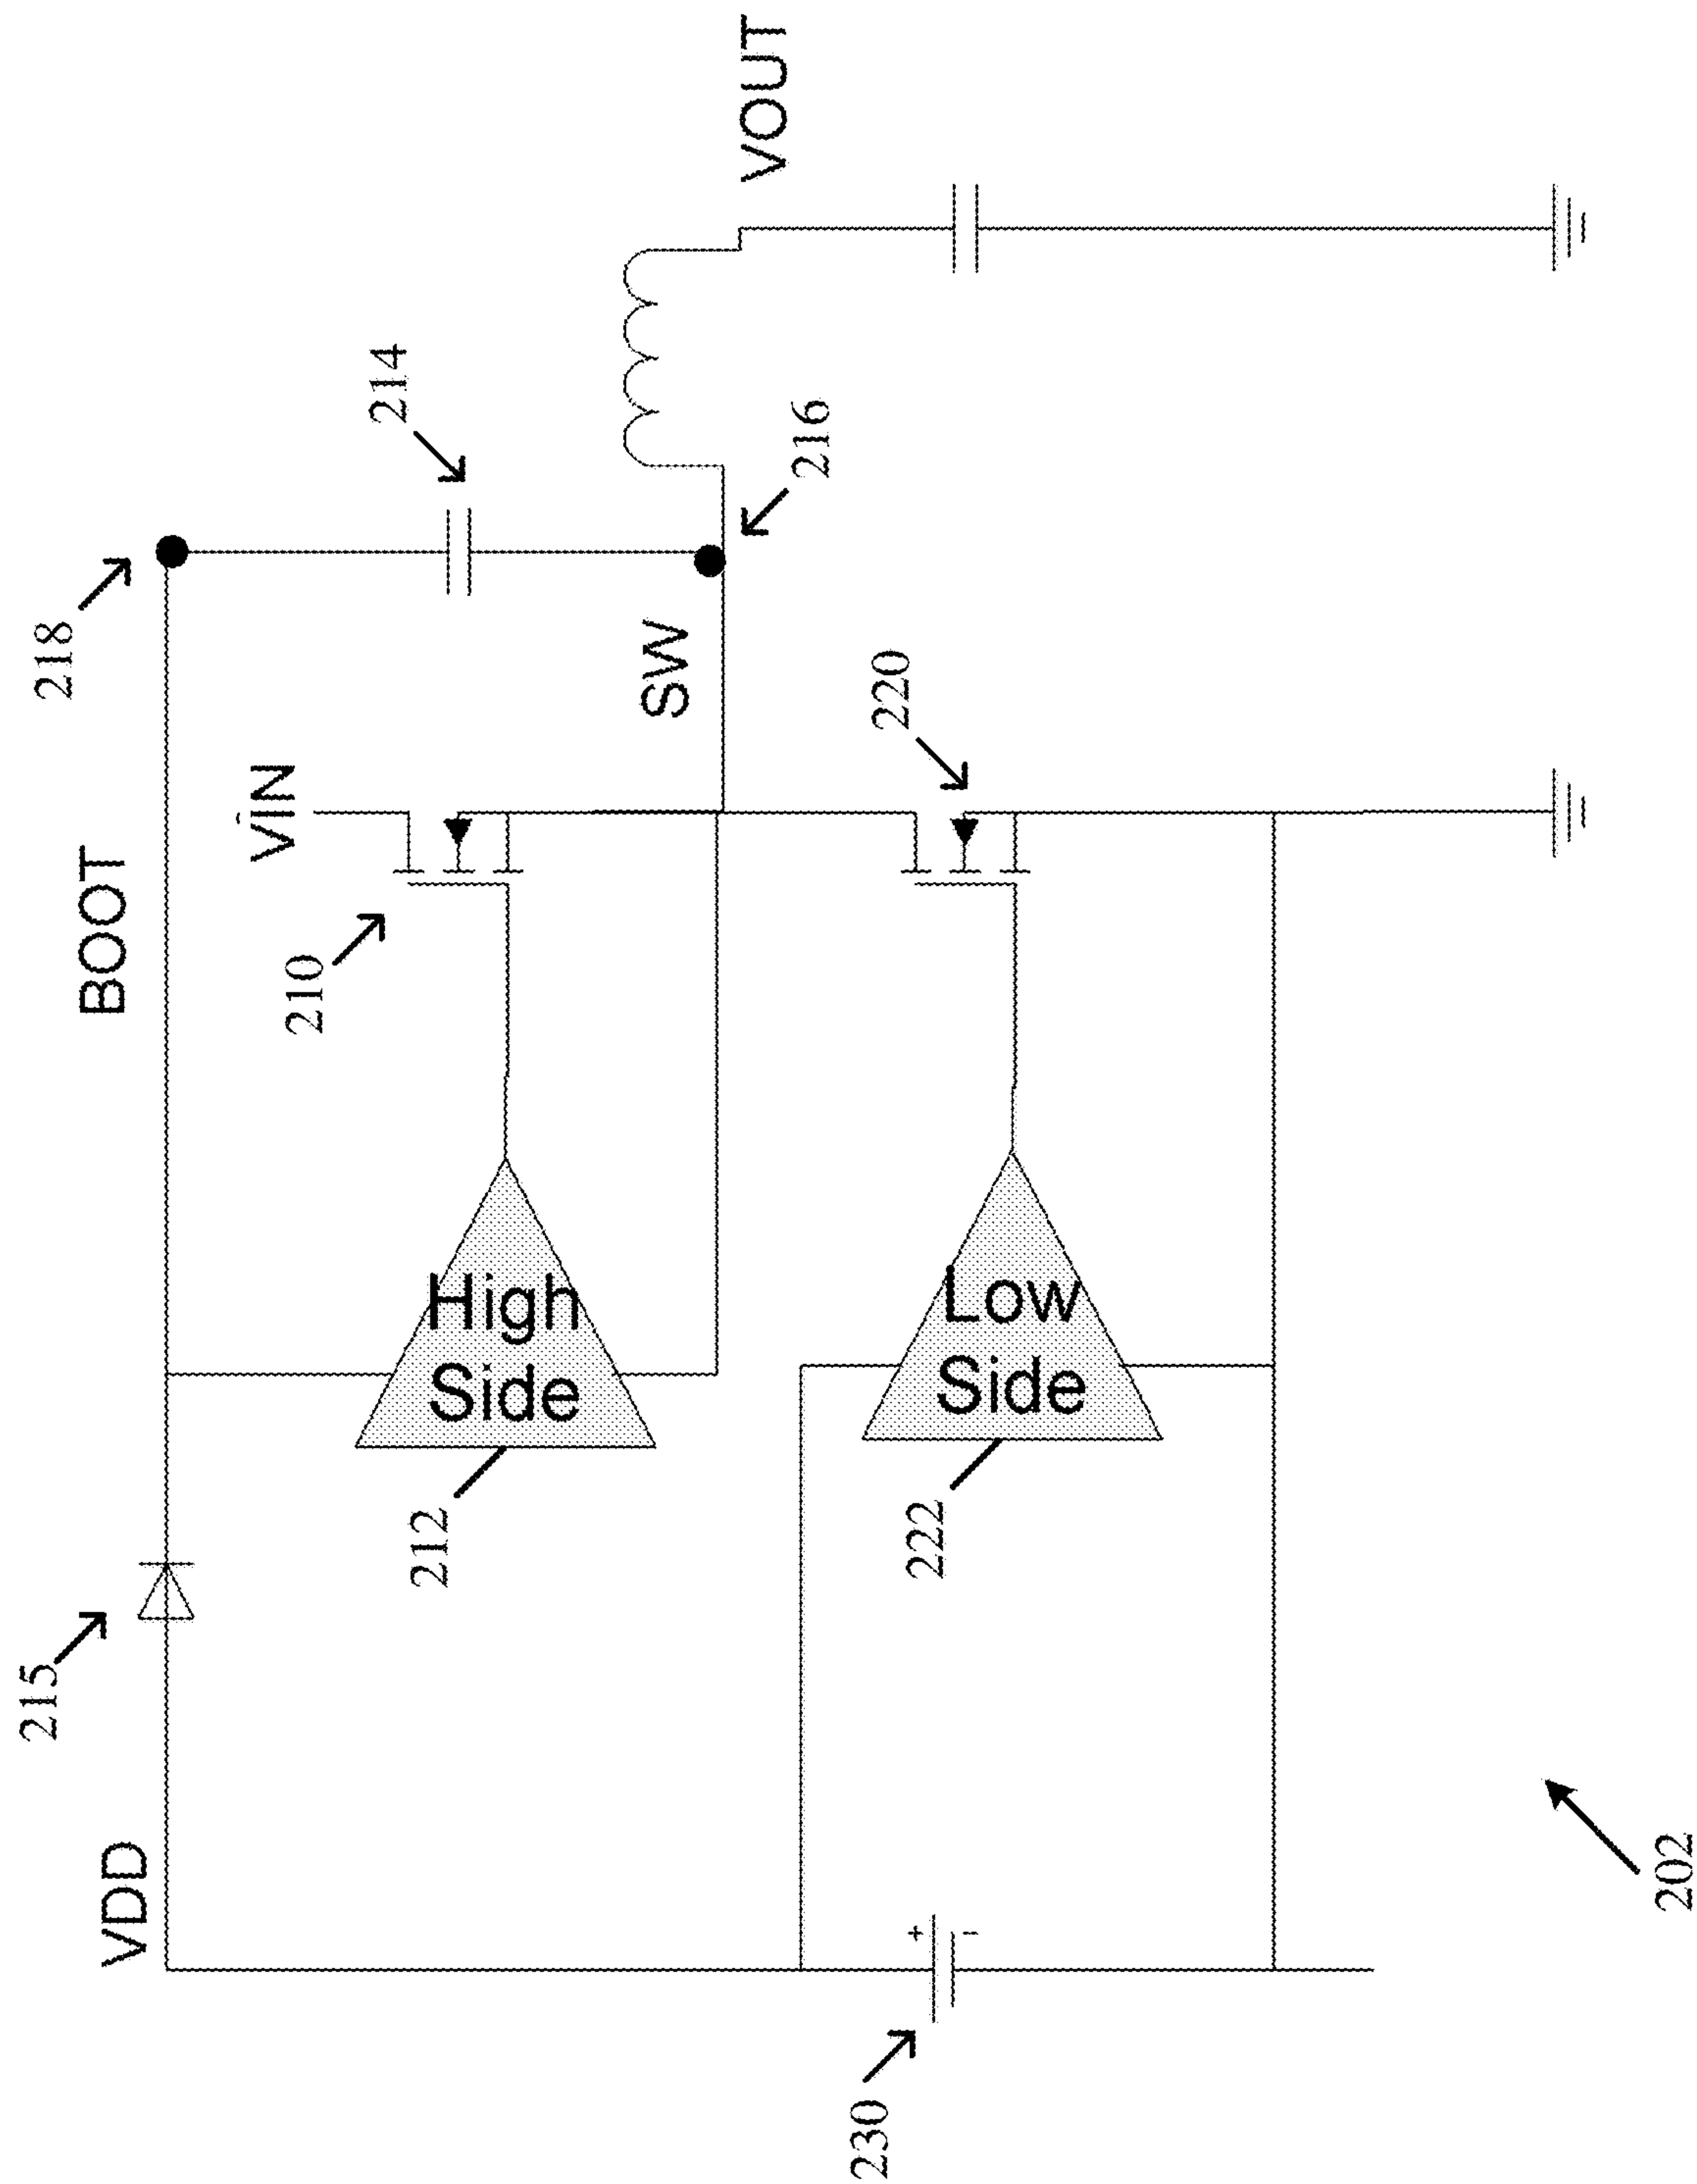 215
218
BOOT
VDD
VIN
214
210
High
Side
212
SW
216
VOUT
220
Low
Side
222
+
-
230
202